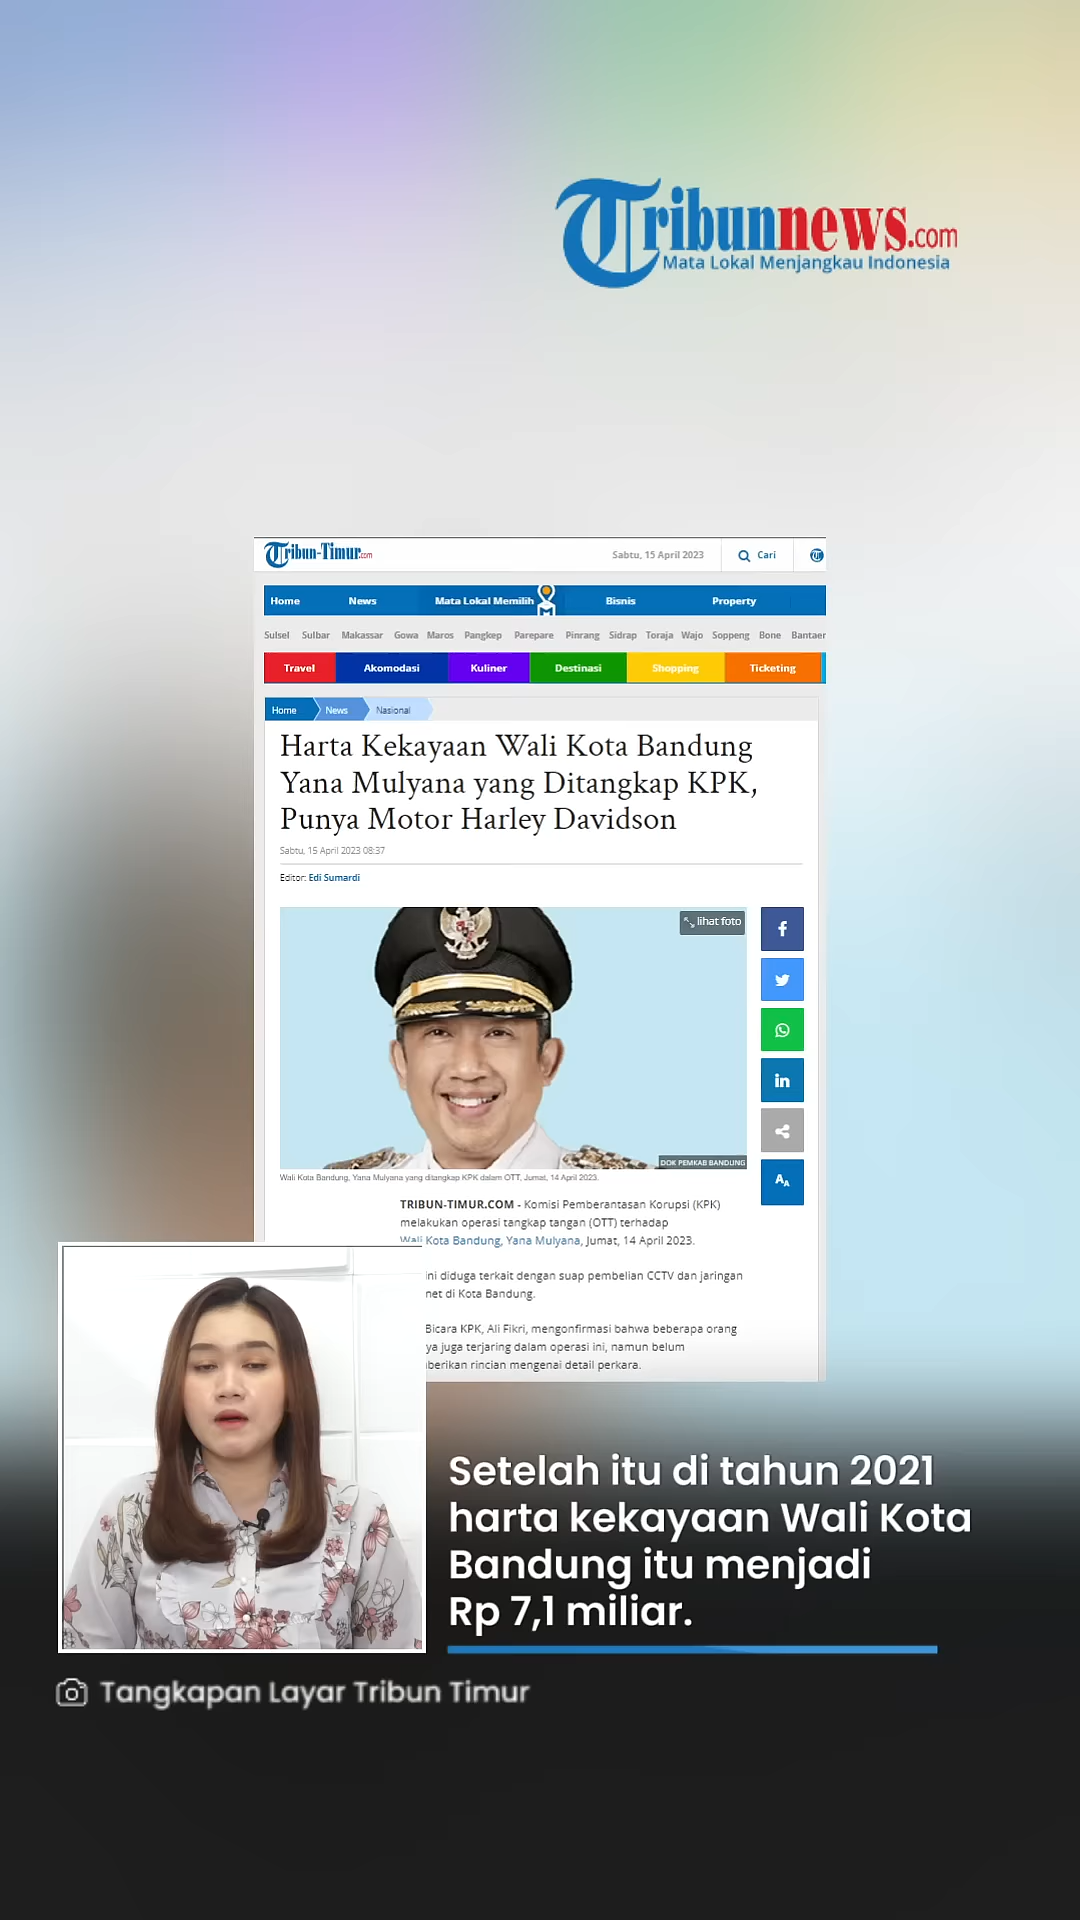 Tribunnews.com
Mata Lokal Menjangkau Indonesia
Tribun-Timur.com
Sabtu, 15 April 2023
Cari
Home News Mata Lokal Memilih Bisnis Property
Sulsel Sulbar Makassar Gowa Maros Pangkep Parepare Pinrang Sidrap Toraja Wajo Soppeng Bone Bantaer
Travel Akomodasi Kuliner Destinasi Shopping Ticketing
Home News Nasional
Harta Kekayaan Wali Kota Bandung
Yana Mulyana yang Ditangkap KPK,
Punya Motor Harley Davidson
Sabtu, 15 April 2023 08:37
Editor: Edi Sumardi
lihat foto
DOK PEMKAB BANDUNG
Wali Kota Bandung, Yana Mulyana yang ditangkap KPK dalam OTT, Jumat, 14 April 2023.
TRIBUN-TIMUR.COM - Komisi Pemberantasan Korupsi (KPK)
melakukan operasi tangkap tangan (OTT) terhadap
Wali Kota Bandung, Yana Mulyana, Jumat, 14 April 2023.
ini diduga terkait dengan suap pembelian CCTV dan jaringan
net di Kota Bandung.
Bicara KPK, Ali Fikri, mengonfirmasi bahwa beberapa orang
ya juga terjaring dalam operasi ini, namun belum
berikan rincian mengenai detail perkara.
Setelah itu di tahun 2021
harta kekayaan Wali Kota
Bandung itu menjadi
Rp 7,1 miliar.
Tangkapan Layar Tribun Timur